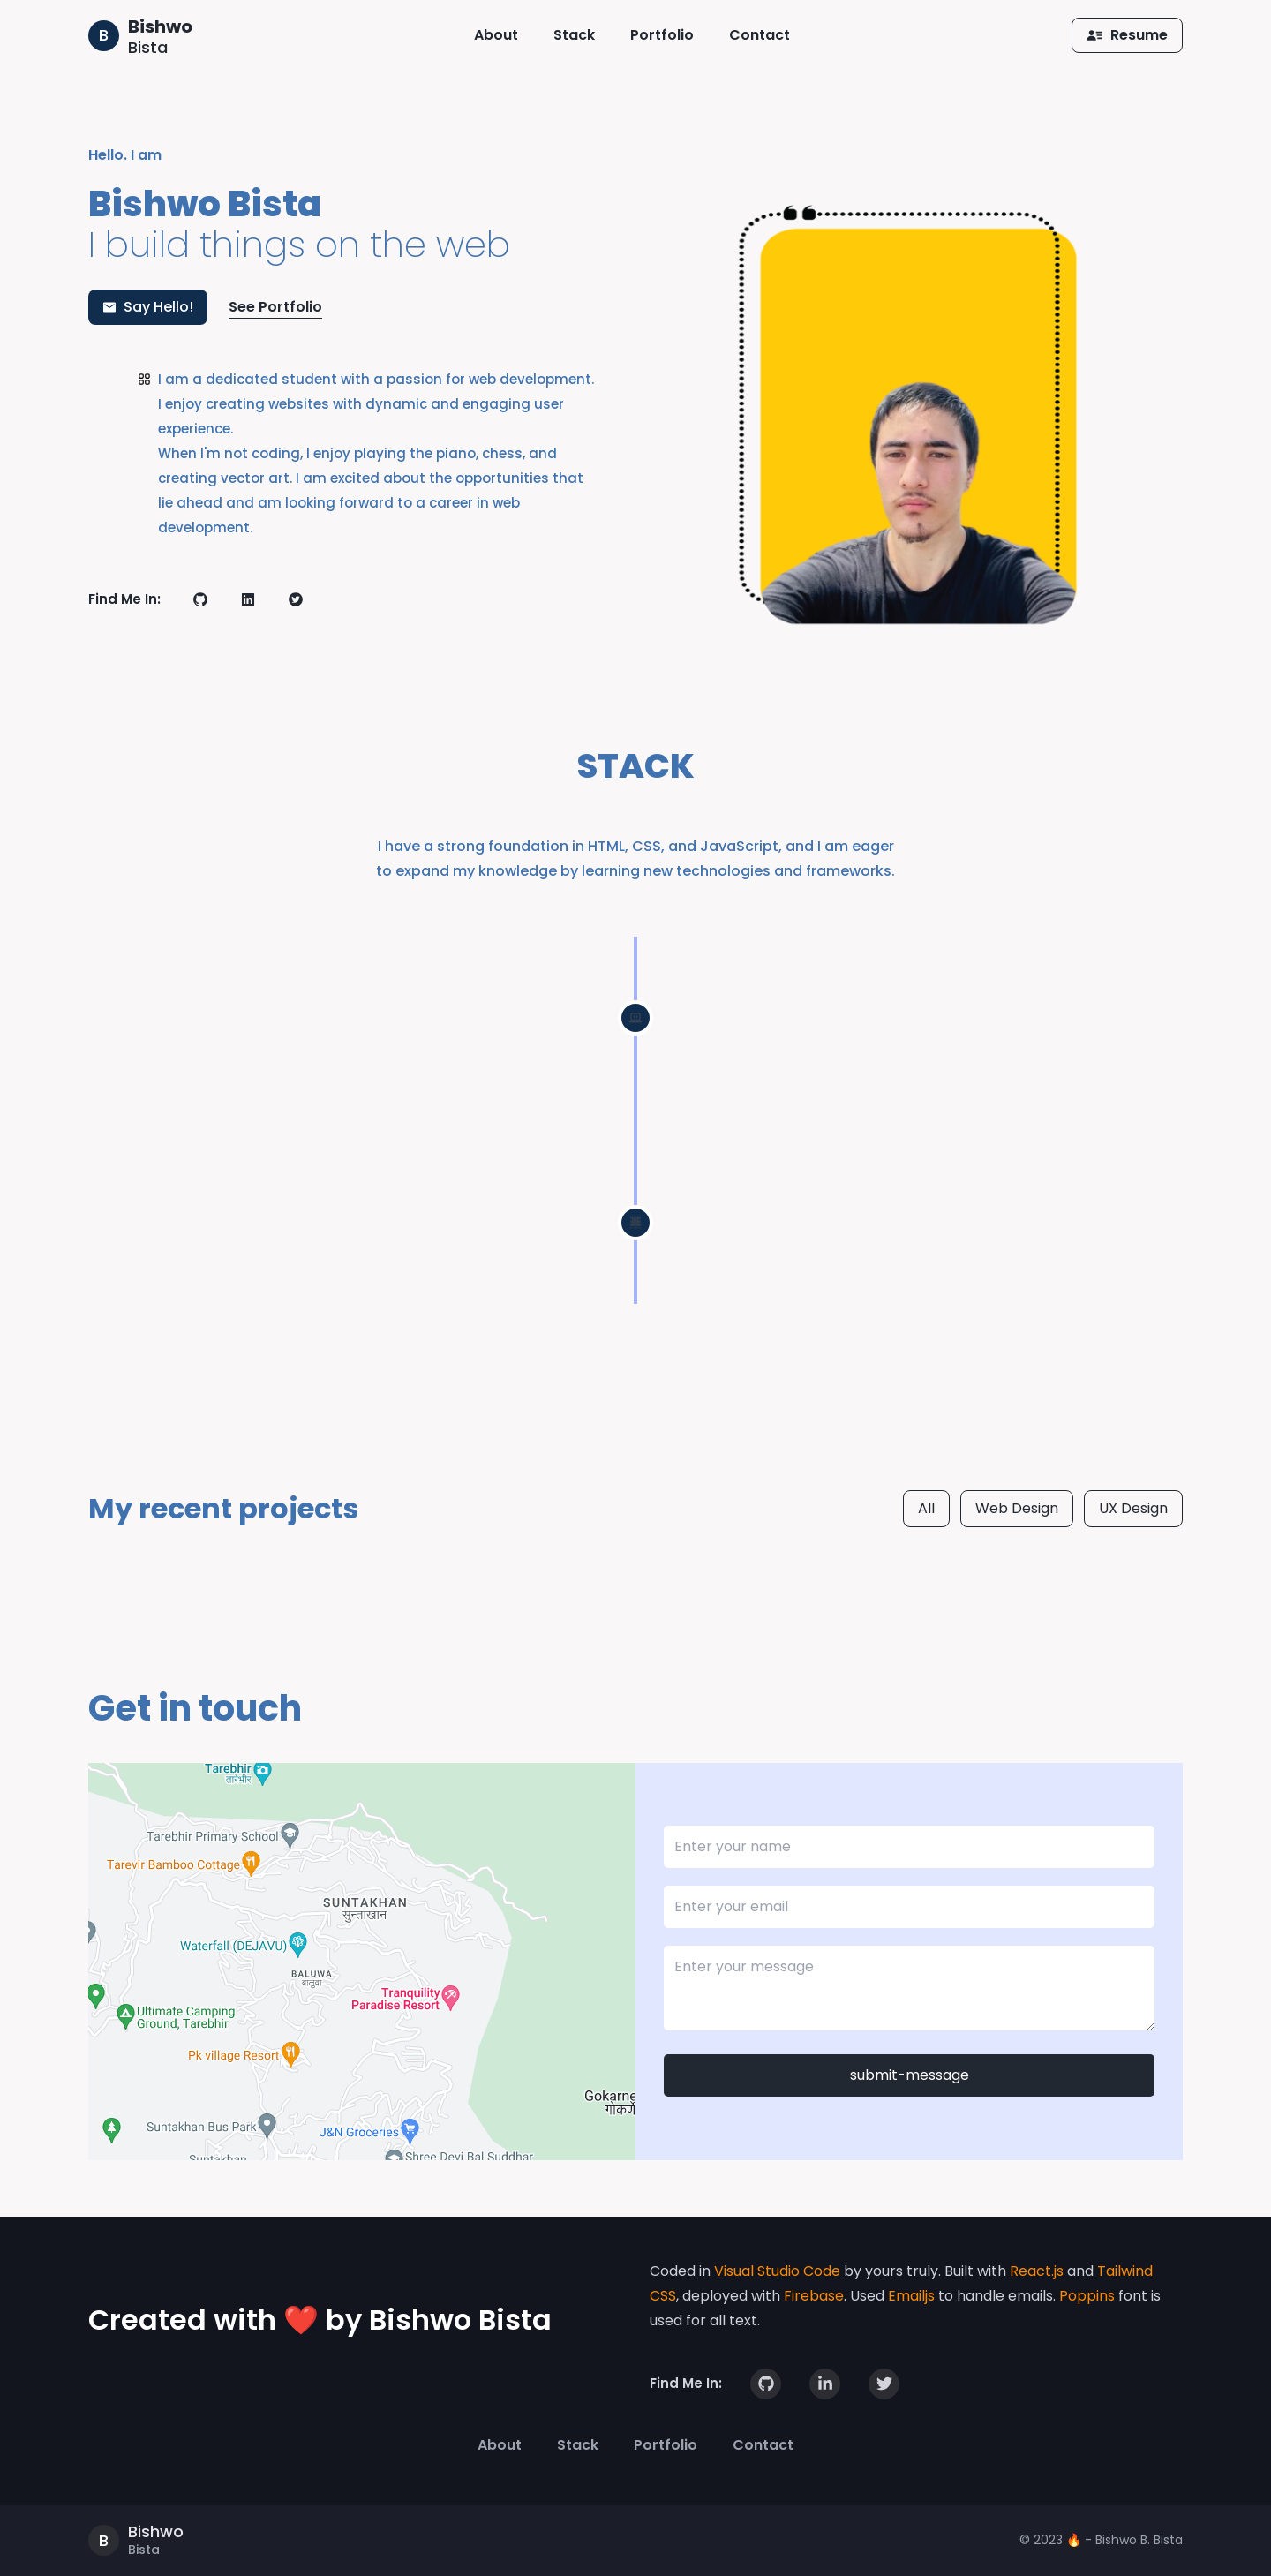 B
Bishwo
Bista
About
Stack
Portfolio
Contact
Resume
Hello. I am
Bishwo Bista
I build things on the web
Say Hello!
See Portfolio
I am a dedicated student with a passion for web development.
I enjoy creating websites with dynamic and engaging user
experience.
When I'm not coding, I enjoy playing the piano, chess, and
creating vector art. I am excited about the opportunities that
lie ahead and am looking forward to a career in web
development.
Find Me In:
STACK
I have a strong foundation in HTML, CSS, and JavaScript, and I am eager
to expand my knowledge by learning new technologies and frameworks.
My recent projects
All
Web Design
UX Design
Get in touch
Tarebhir
तारेभीर
Tarebhir Primary School
Tarevir Bamboo Cottage
SUNTAKHAN
सुन्ताखान
Waterfall (DEJAVU)
BALUWA
बालुवा
Tranquility
Paradise Resort
Ultimate Camping
Ground, Tarebhir
Pk village Resort
Gokarne
गोकर्णे
Suntakhan Bus Park
J&N Groceries
Shree Devi Bal Suddhar
Suntakhan
Enter your name
Enter your email
Enter your message
submit-message
Created with ❤️ by Bishwo Bista
Coded in Visual Studio Code by yours truly. Built with React.js and Tailwind
CSS, deployed with Firebase. Used Emailjs to handle emails. Poppins font is
used for all text.
Find Me In:
About
Stack
Portfolio
Contact
B
Bishwo
Bista
© 2023 🔥 - Bishwo B. Bista